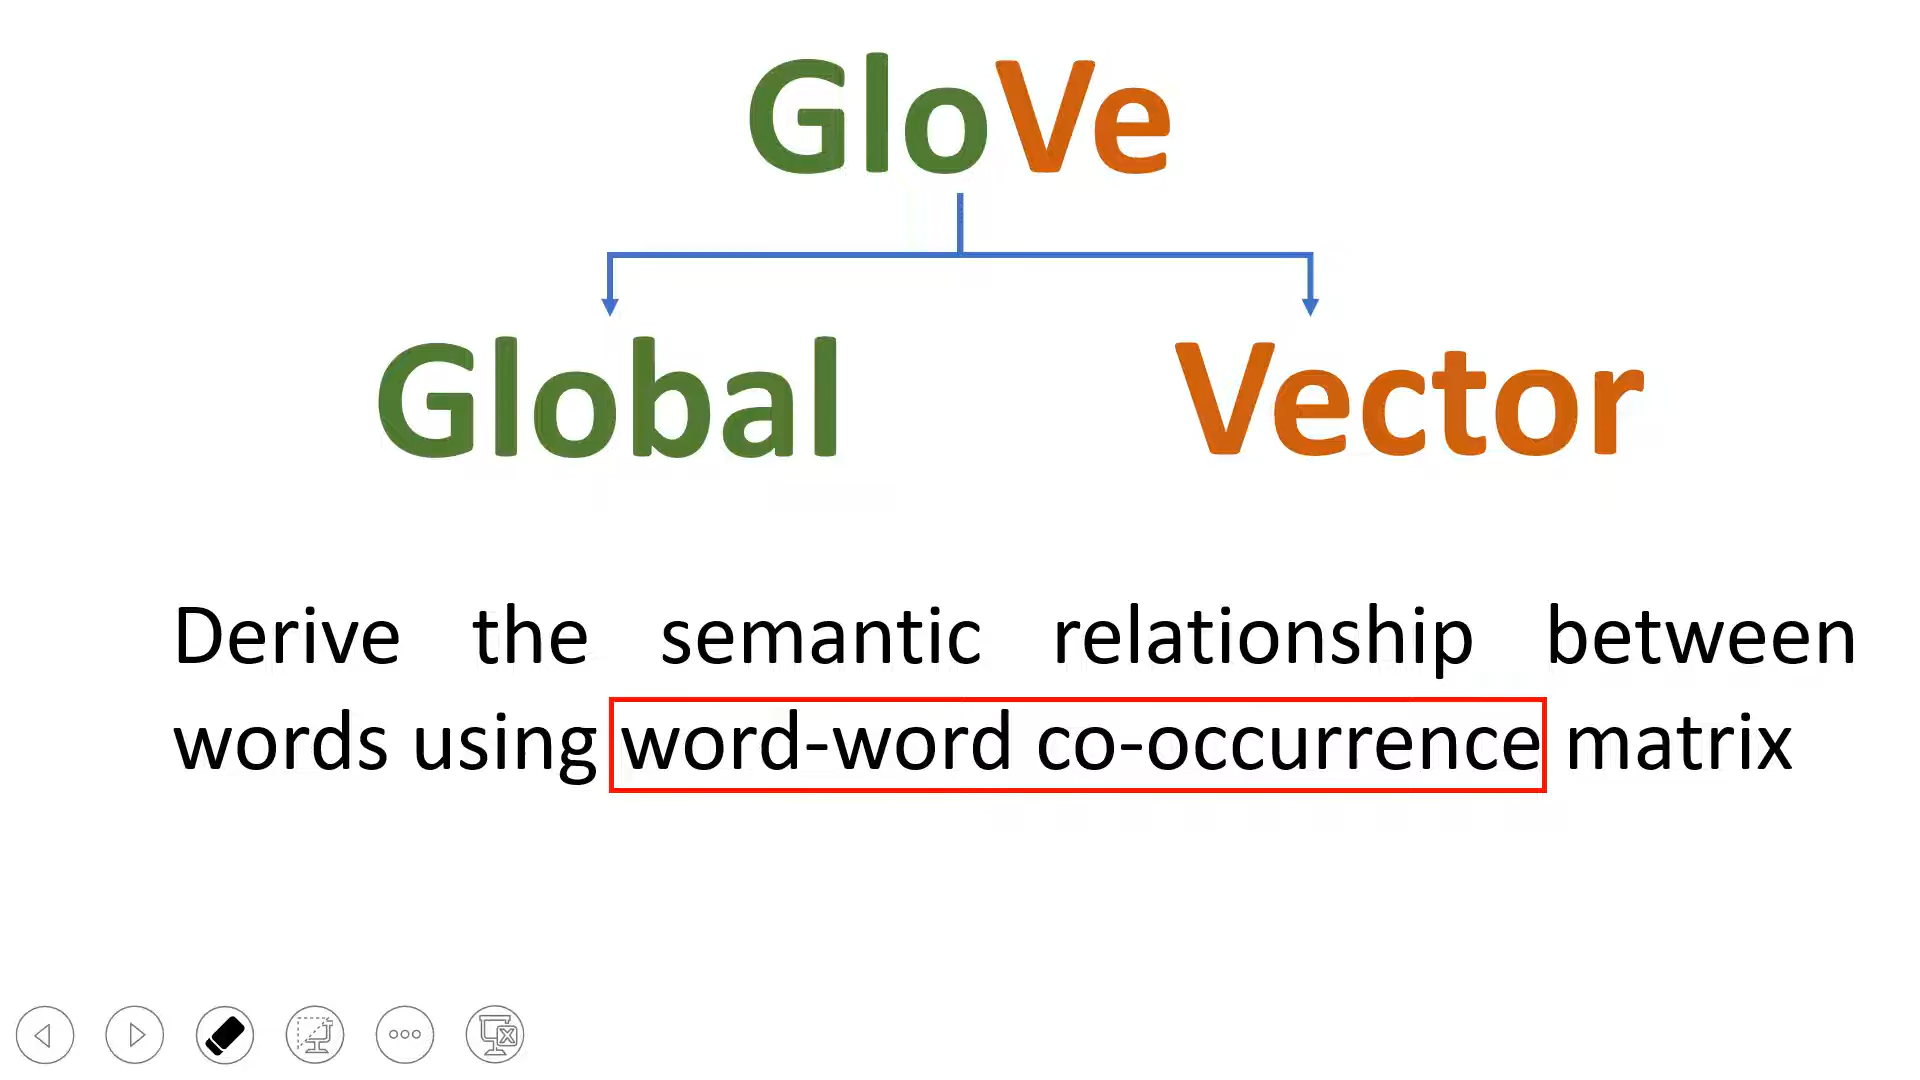 GloVe
Global Vector
Derive the semantic relationship between
words using word-word co-occurrence matrix